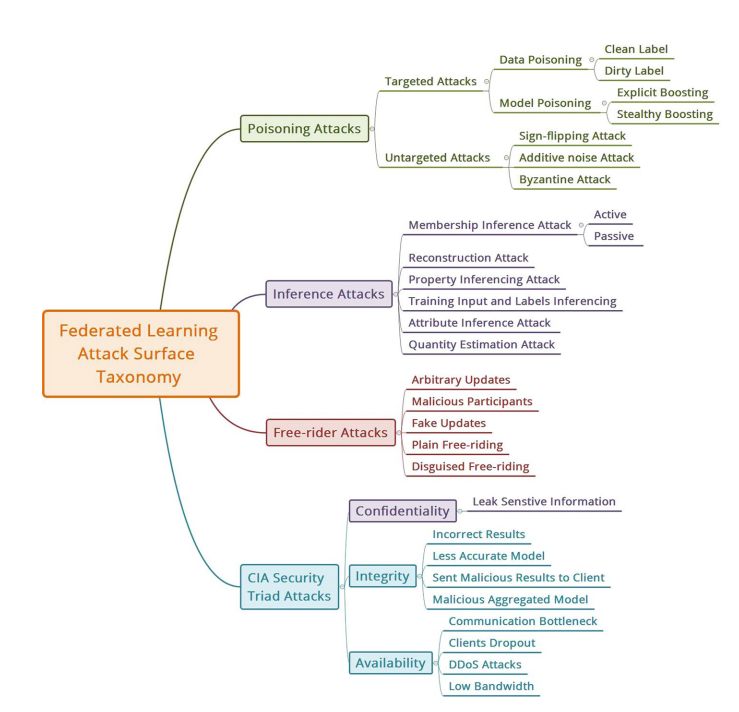 Federated Learning
Attack Surface
Taxonomy
Poisoning Attacks
Targeted Attacks
Data Poisoning
Clean Label
Dirty Label
Model Poisoning
Explicit Boosting
Stealthy Boosting
Untargeted Attacks
Sign-flipping Attack
Additive noise Attack
Byzantine Attack
Inference Attacks
Membership Inference Attack
Active
Passive
Reconstruction Attack
Property Inferencing Attack
Training Input and Labels Inferencing
Attribute Inference Attack
Quantity Estimation Attack
Free-rider Attacks
Arbitrary Updates
Malicious Participants
Fake Updates
Plain Free-riding
Disguised Free-riding
CIA Security
Triad Attacks
Confidentiality
Leak Senstive Information
Integrity
Incorrect Results
Less Accurate Model
Sent Malicious Results to Client
Malicious Aggregated Model
Availability
Communication Bottleneck
Clients Dropout
DDoS Attacks
Low Bandwidth